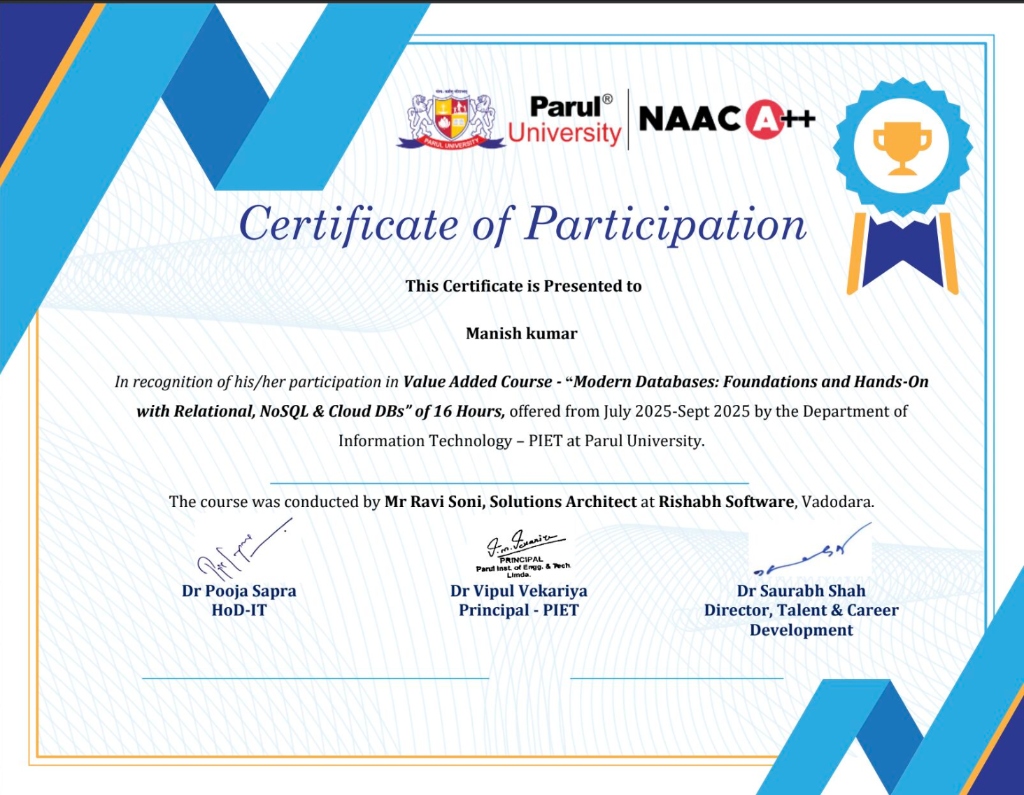 PARUL UNIVERSITY
Parul®
University
NAAC A++
Certificate of Participation
This Certificate is Presented to
Manish kumar
In recognition of his/her participation in Value Added Course - “Modern Databases: Foundations and Hands-On
with Relational, NoSQL & Cloud DBs” of 16 Hours, offered from July 2025-Sept 2025 by the Department of
Information Technology – PIET at Parul University.
The course was conducted by Mr Ravi Soni, Solutions Architect at Rishabh Software, Vadodara.
PRINCIPAL
Parul Inst. of Engg. & Tech.
Limda.
Dr Pooja Sapra
HoD-IT
Dr Vipul Vekariya
Principal - PIET
Dr Saurabh Shah
Director, Talent & Career
Development